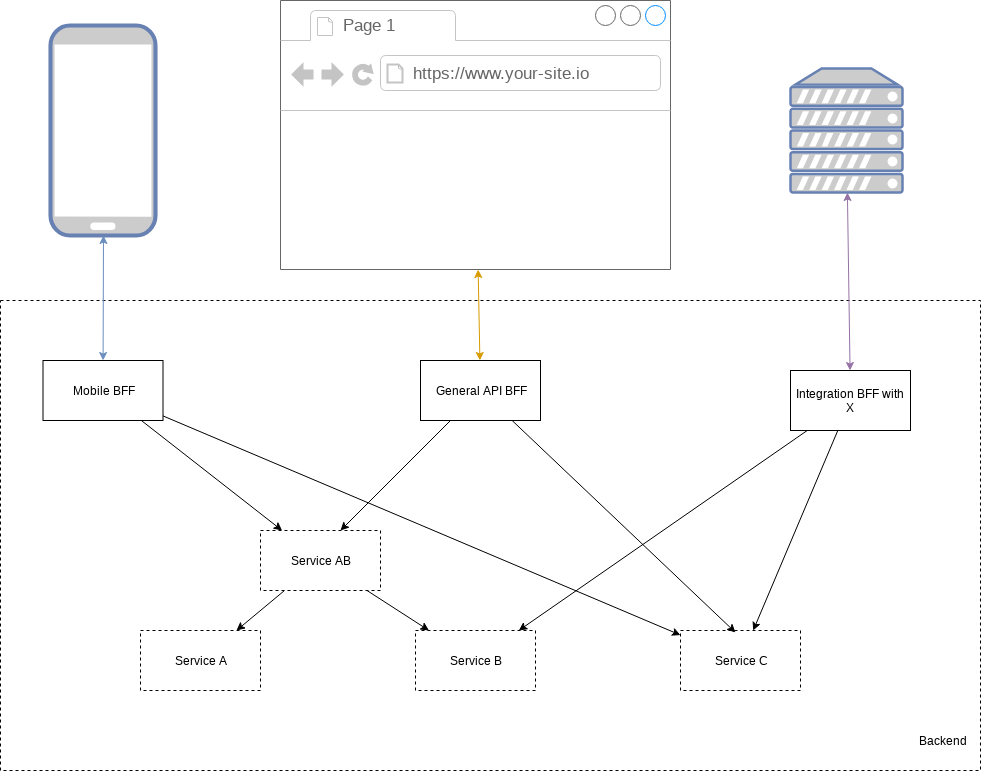 Page 1
https://www.your-site.io
Mobile BFF
General API BFF
Integration BFF with
X
Service AB
Service A
Service B
Service C
Backend